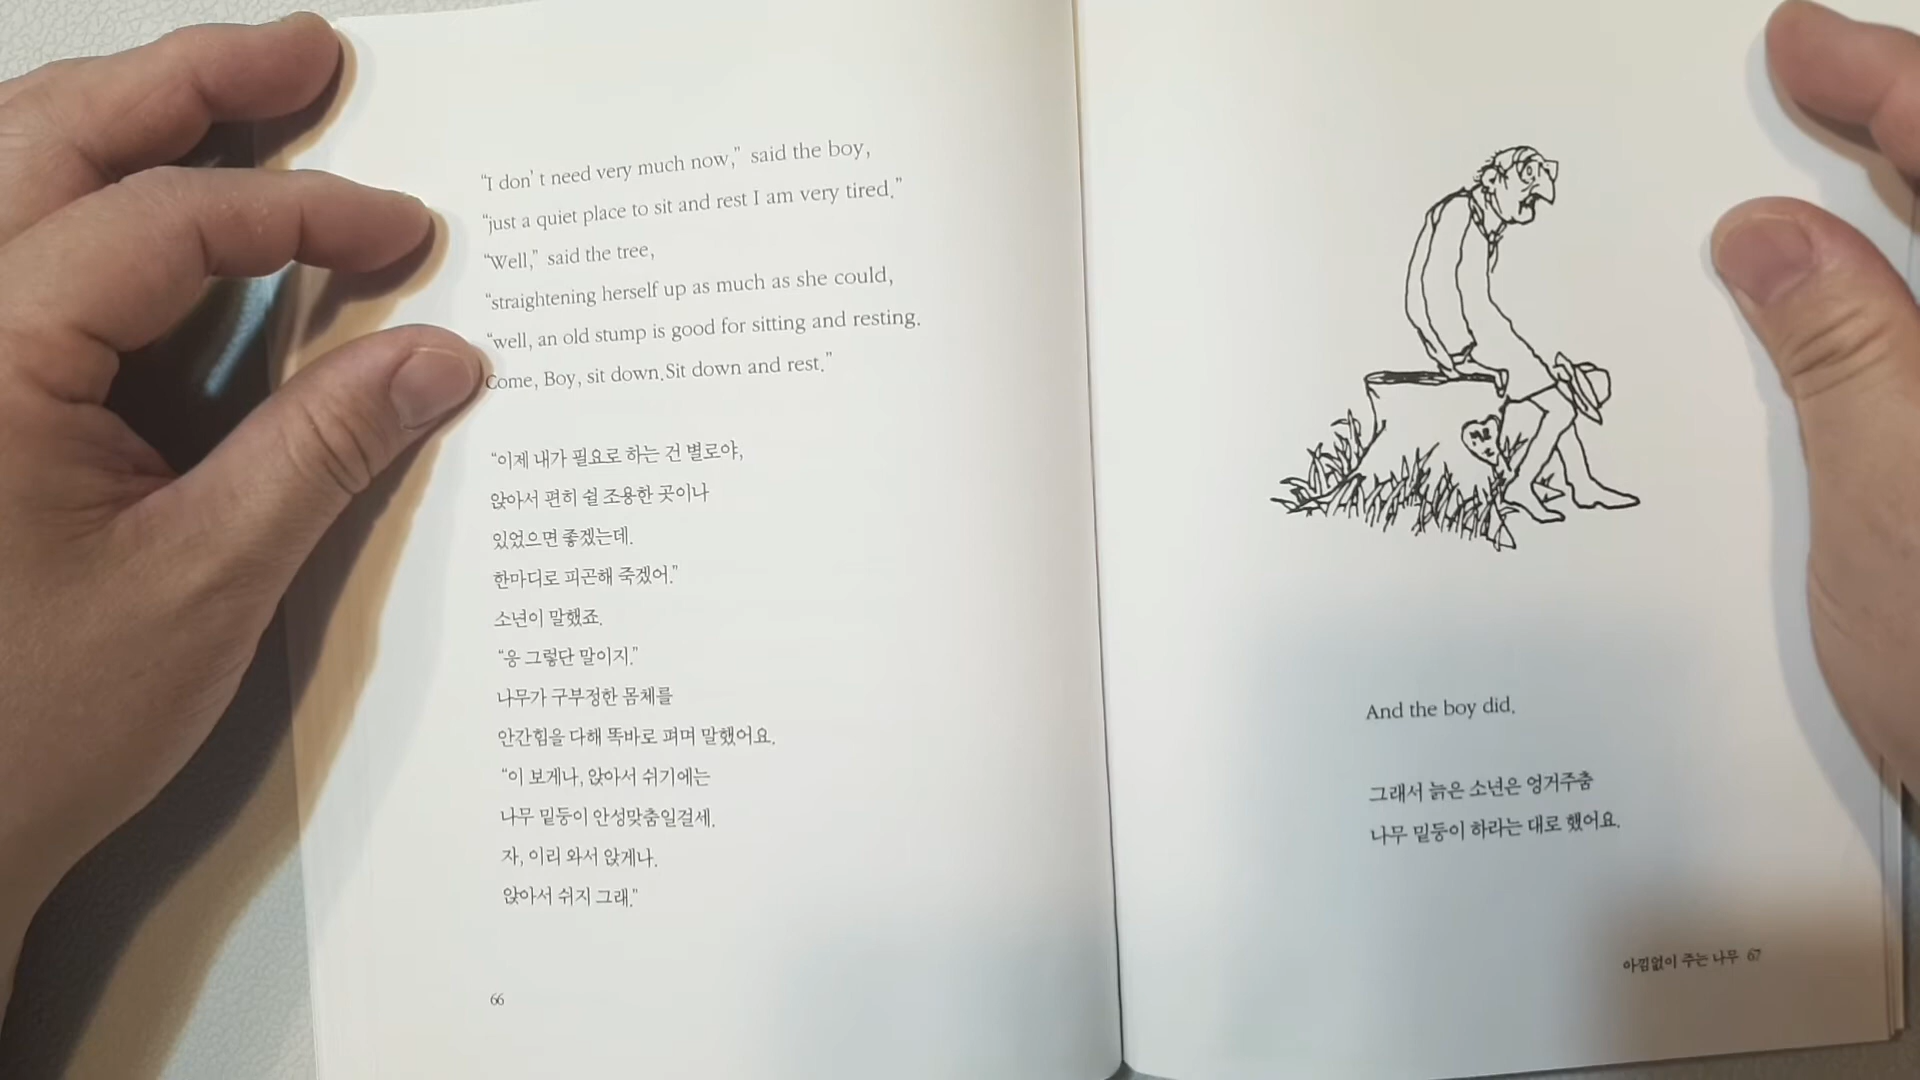 “I don’t need very much now,” said the boy,
“just a quiet place to sit and rest I am very tired.”
“Well,” said the tree,
“straightening herself up as much as she could,
“well, an old stump is good for sitting and resting.
Come, Boy, sit down.Sit down and rest.”
“이제 내가 필요로 하는 건 별로야,
앉아서 편히 쉴 조용한 곳이나
있었으면 좋겠는데.
한마디로 피곤해 죽겠어.”
소년이 말했죠.
“응 그렇단 말이지.”
나무가 구부정한 몸체를
안간힘을 다해 똑바로 펴며 말했어요.
“이 보게나, 앉아서 쉬기에는
나무 밑둥이 안성맞춤일걸세.
자, 이리 와서 앉게나.
앉아서 쉬지 그래.”
66
And the boy did.
그래서 늙은 소년은 엉거주춤
나무 밑둥이 하라는 대로 했어요.
아낌없이 주는 나무 67